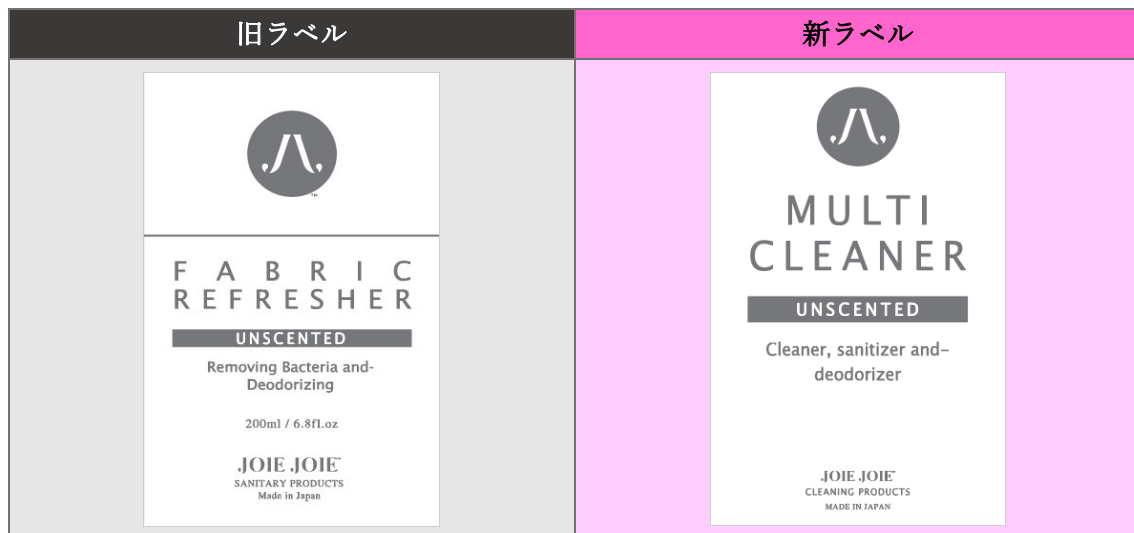 旧ラベル
新ラベル
FABRIC
REFRESHER
UNSCENTED
Removing Bacteria and-
Deodorizing
200ml / 6.8fl.oz
JOIE JOIE
SANITARY PRODUCTS
Made in Japan
MULTI
CLEANER
UNSCENTED
Cleaner, sanitizer and-
deodorizer
JOIE JOIE
CLEANING PRODUCTS
MADE IN JAPAN